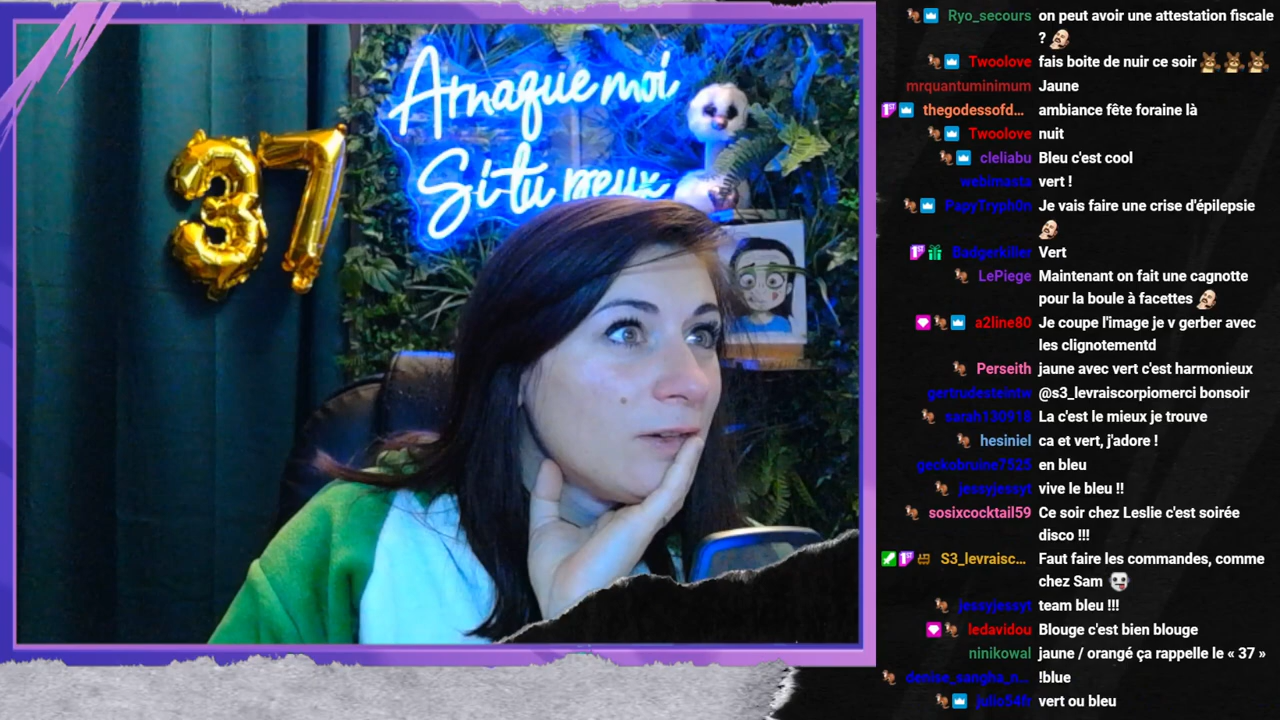 37
Arnaque moi
Si tu peux
Ryo_secours on peut avoir une attestation fiscale
?
Twoolove fais boite de nuir ce soir
mrquantuminimum Jaune
thegodessofd... ambiance fête foraine là
Twoolove nuit
cleliabu Bleu c'est cool
webimasta vert !
PapyTryph0n Je vais faire une crise d'épilepsie
Badgerkiller Vert
LePiege Maintenant on fait une cagnotte
pour la boule à facettes
a2line80 Je coupe l'image je v gerber avec
les clignotementd
Perseith jaune avec vert c'est harmonieux
gertrudesteintw @s3_levraiscorpiomerci bonsoir
sarah130918 La c'est le mieux je trouve
hesiniel ca et vert, j'adore !
geckobruine7525 en bleu
jessyjessyt vive le bleu !!
sosixcocktail59 Ce soir chez Leslie c'est soirée
disco !!!
S3_levraisc... Faut faire les commandes, comme
chez Sam
jessyjessyt team bleu !!!
ledavidou Blouge c'est bien blouge
ninikowal jaune / orangé ça rappelle le « 37 »
denise_sangha_n... !blue
julio54fr vert ou bleu